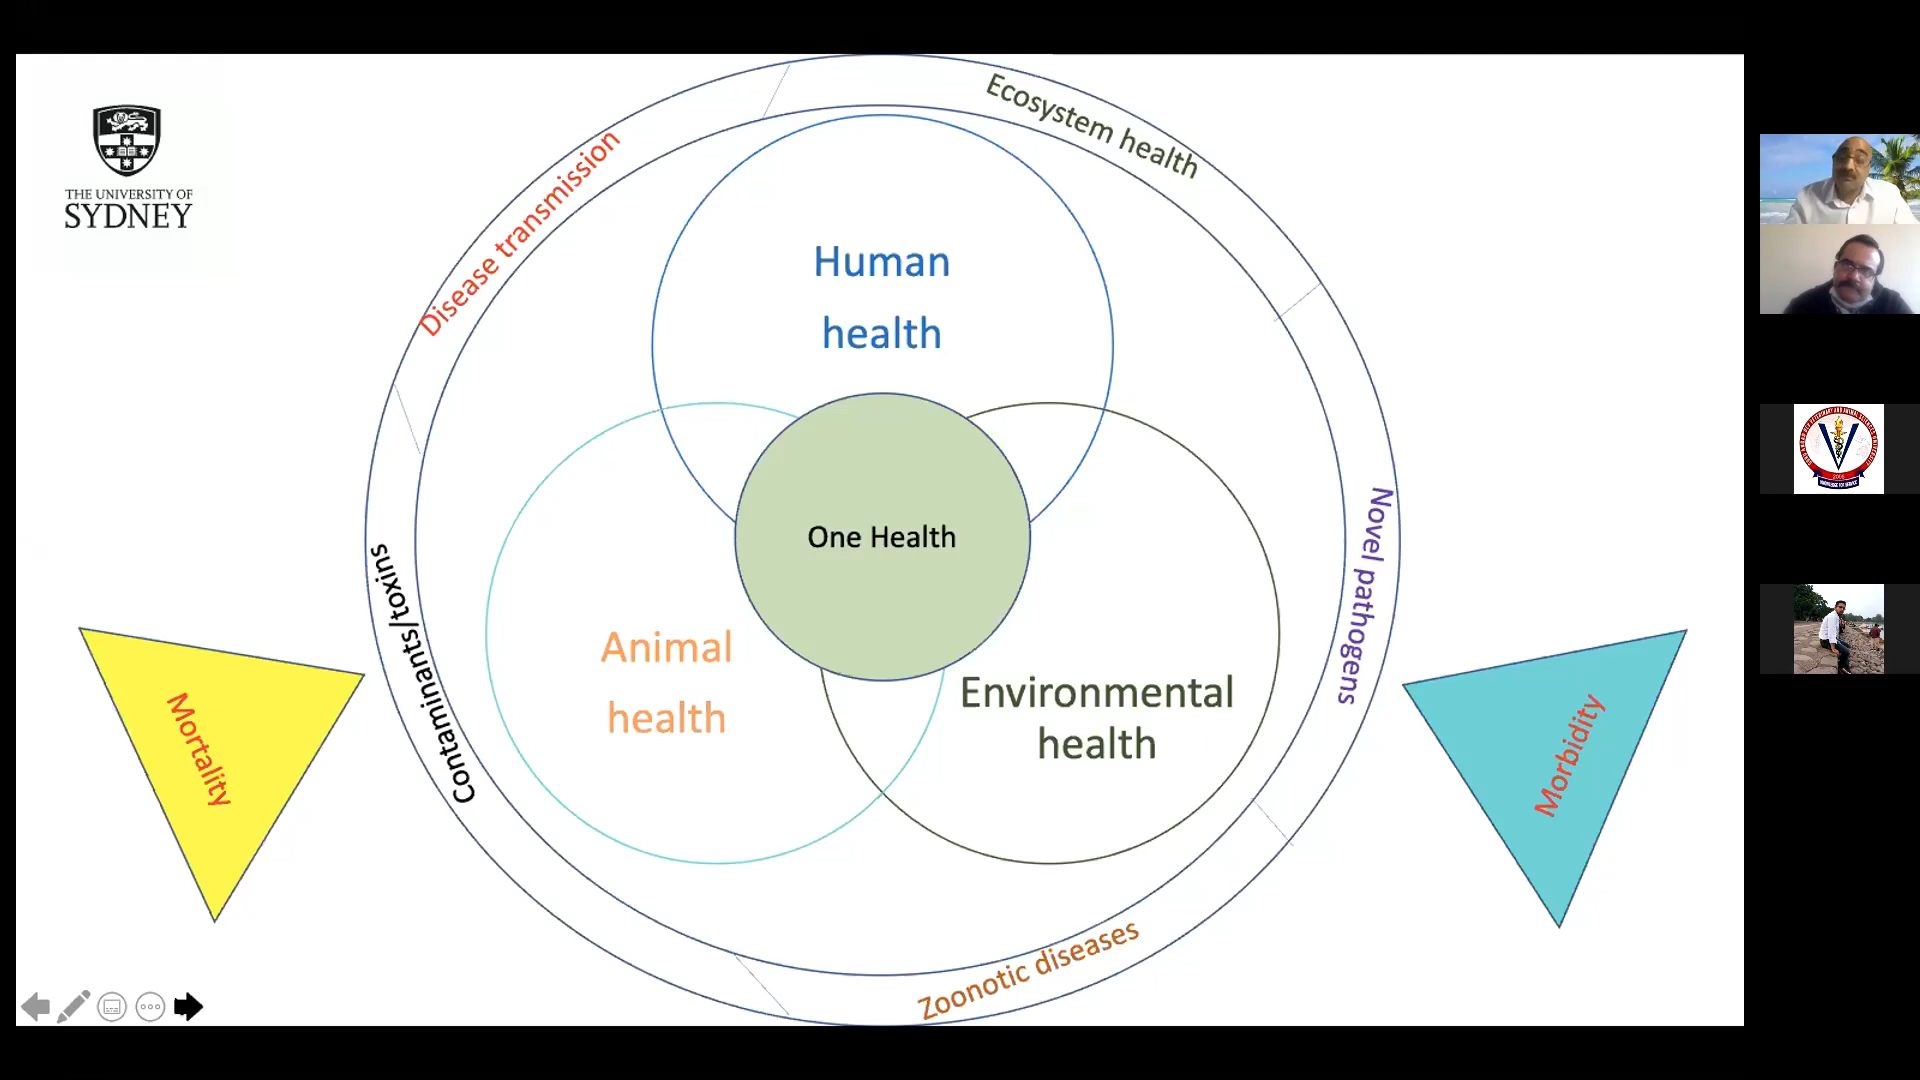 THE UNIVERSITY OF
SYDNEY
Ecosystem health
Disease transmission
Human
health
One Health
Novel pathogens
Contaminants/toxins
Animal
health
Environmental
health
Mortality
Morbidity
Zoonotic diseases